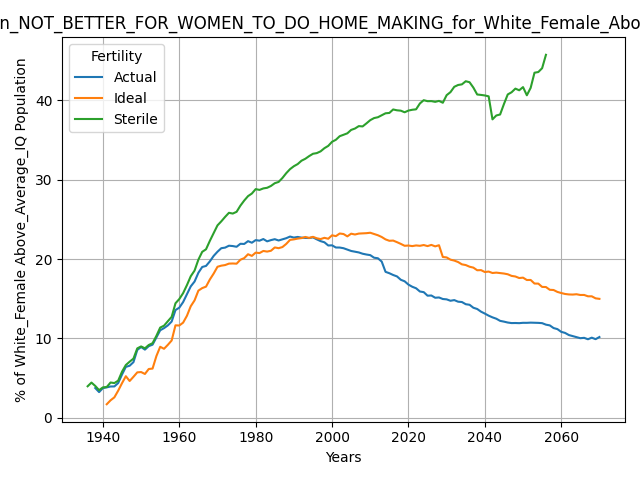 n_NOT_BETTER_FOR_WOMEN_TO_DO_HOME_MAKING_for_White_Female_Abo
Fertility
Actual
Ideal
Sterile
% of White_Female Above_Average_IQ Population
40
30
20
10
0
1940 1960 1980 2000 2020 2040 2060
Years